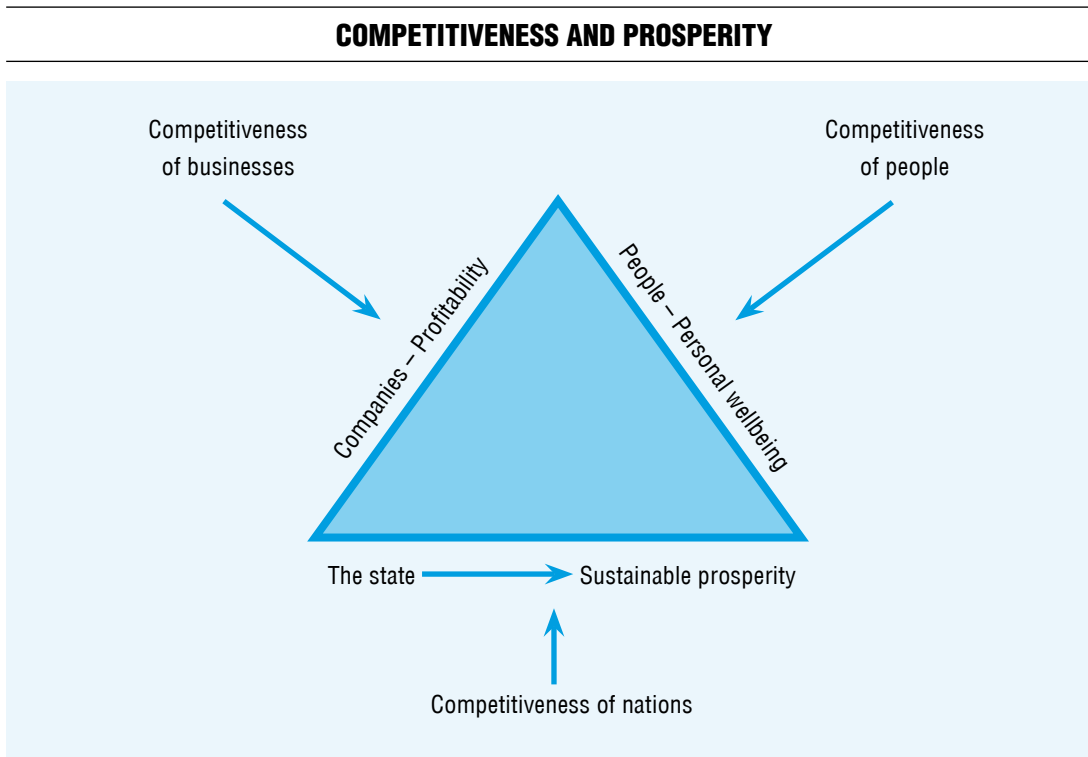 COMPETITIVENESS AND PROSPERITY
Competitiveness
of businesses
Competitiveness
of people
Companies – Profitability
People – Personal wellbeing
The state
Sustainable prosperity
Competitiveness of nations